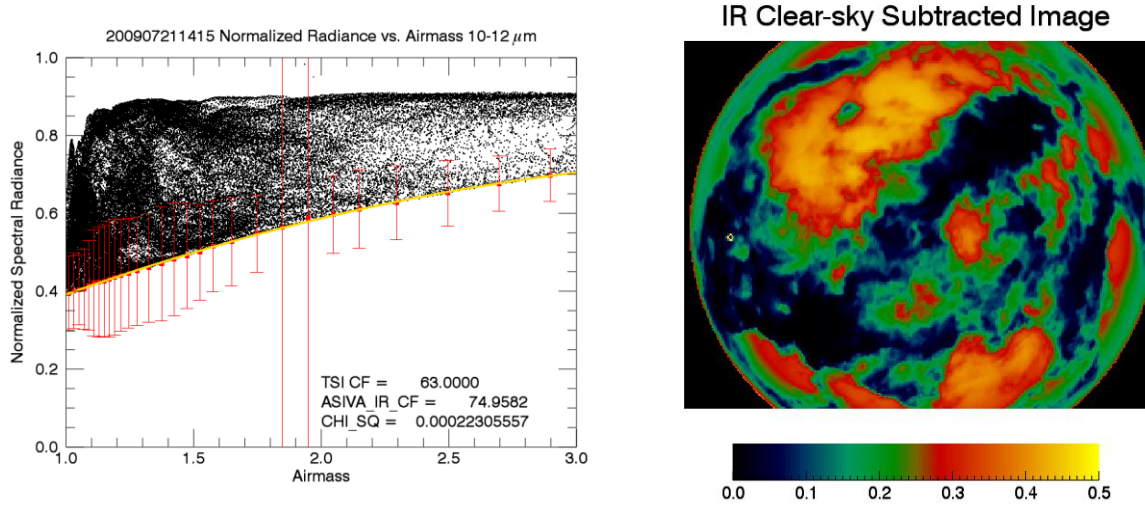 200907211415 Normalized Radiance vs. Airmass 10-12 μm
1.0
0.8
0.6
0.4
0.2
0.0
Normalized Spectral Radiance
TSI CF = 63.0000
ASIVA_IR_CF = 74.9582
CHI_SQ = 0.00022305557
1.0 1.5 2.0 2.5 3.0
Airmass
IR Clear-sky Subtracted Image
0.0 0.1 0.2 0.3 0.4 0.5